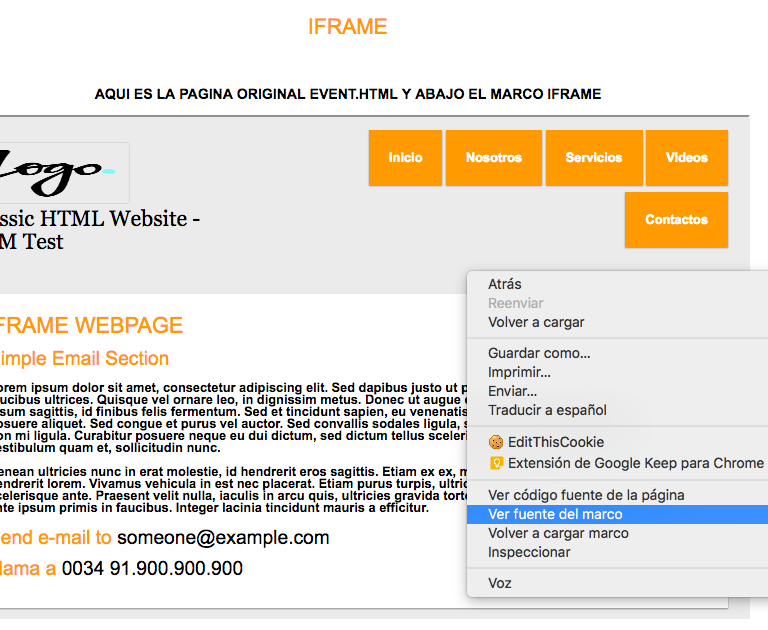 IFRAME
AQUI ES LA PAGINA ORIGINAL EVENT.HTML Y ABAJO EL MARCO IFRAME
Logo
Inicio Nosotros Servicios Videos
Contactos
ssic HTML Website -
M Test
FRAME WEBPAGE
imple Email Section
orem ipsum dolor sit amet, consectetur adipiscing elit. Sed dapibus justo ut p
ucibus ultrices. Quisque vel ornare leo, in dignissim metus. Donec ut augue
sum sagittis, id finibus felis fermentum. Sed et tincidunt sapien, eu venenatis
osuere aliquet. Sed congue et purus vel auctor. Sed convallis sodales ligula, s
on mi ligula. Curabitur posuere neque eu dui dictum, sed dictum tellus sceleri
estibulum quam et, sollicitudin nunc.
enean ultricies nunc in erat molestie, id hendrerit eros sagittis. Etiam ex ex, m
endrerit lorem. Vivamus vehicula in est nec placerat. Etiam purus turpis, ultric
celerisque ante. Praesent velit nulla, iaculis in arcu quis, ultricies gravida torto
nte ipsum primis in faucibus. Integer lacinia tincidunt mauris a efficitur.
end e-mail to someone@example.com
lama a 0034 91.900.900.900
Atrás
Reenviar
Volver a cargar
Guardar como...
Imprimir...
Enviar...
Traducir a español
EditThisCookie
Extensión de Google Keep para Chrome
Ver código fuente de la página
Ver fuente del marco
Volver a cargar marco
Inspeccionar
Voz